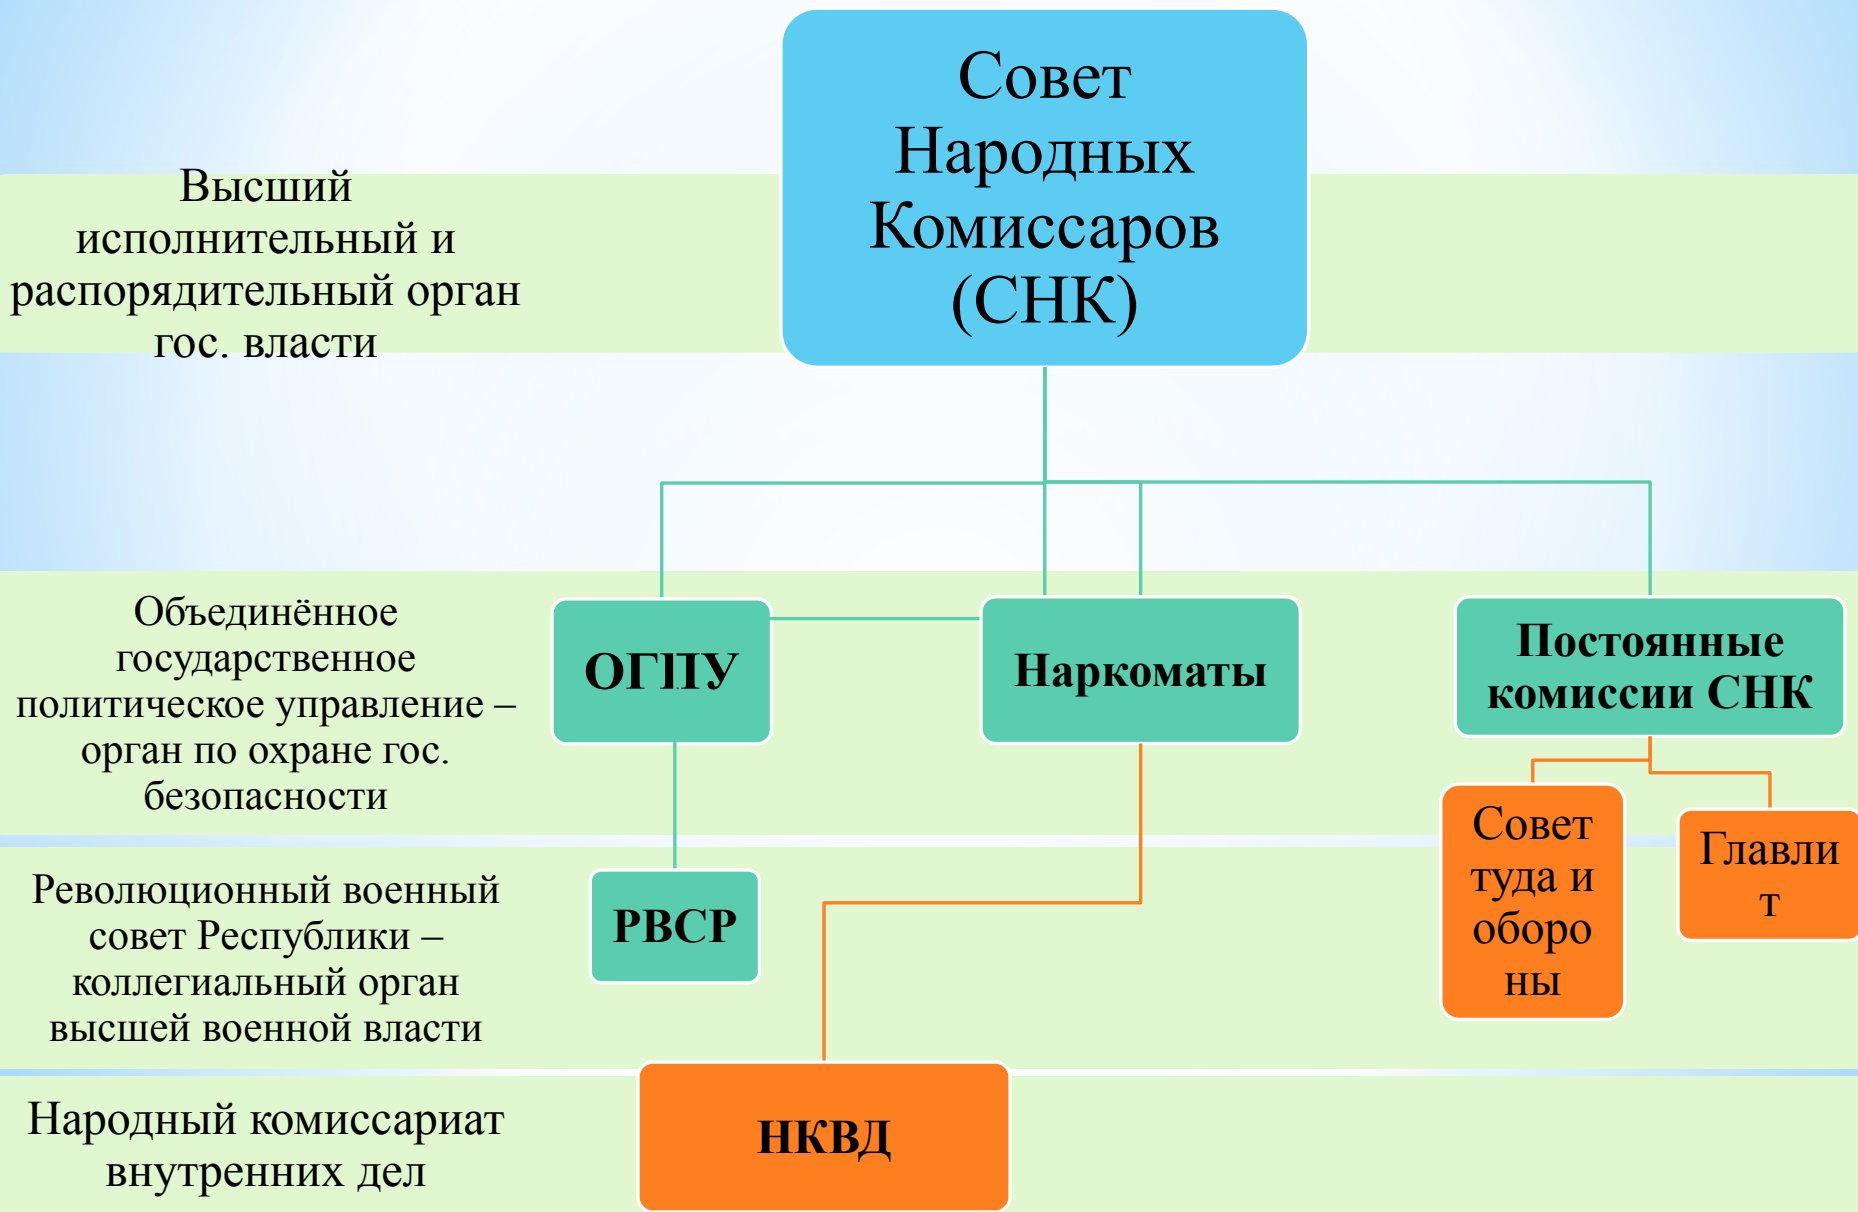 Совет
Народных
Комиссаров
(СНК)
Высший
исполнительный и
распорядительный орган
гос. власти
Объединённое
государственное
политическое управление –
орган по охране гос.
безопасности
ОГПУ
Наркоматы
Постоянные
комиссии СНК
Совет
туда и
оборо
ны
Главли
т
Революционный военный
совет Республики –
коллегиальный орган
высшей военной власти
РВСР
Народный комиссариат
внутренних дел
НКВД